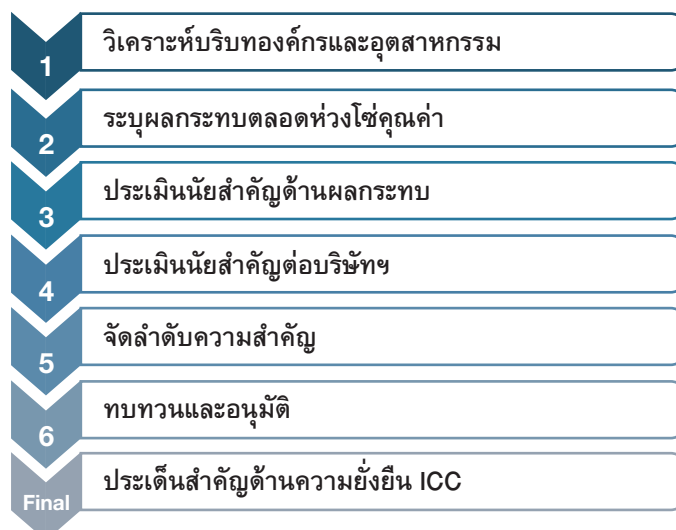 1
วิเคราะห์บริบทองค์กรและอุตสาหกรรม
2
ระบุผลกระทบตลอดห่วงโซ่คุณค่า
3
ประเมินนัยสำคัญด้านผลกระทบ
4
ประเมินนัยสำคัญต่อบริษัทฯ
5
จัดลำดับความสำคัญ
6
ทบทวนและอนุมัติ
Final
ประเด็นสำคัญด้านความยั่งยืน ICC